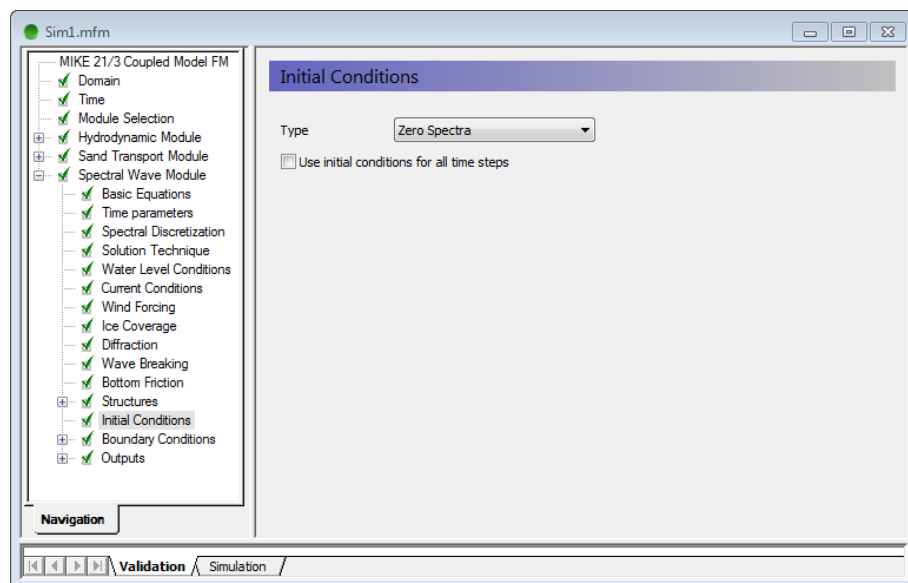 Sim1.mfm
MIKE 21/3 Coupled Model FM
Domain
Time
Module Selection
Hydrodynamic Module
Sand Transport Module
Spectral Wave Module
Basic Equations
Time parameters
Spectral Discretization
Solution Technique
Water Level Conditions
Current Conditions
Wind Forcing
Ice Coverage
Diffraction
Wave Breaking
Bottom Friction
Structures
Initial Conditions
Boundary Conditions
Outputs
Navigation
Initial Conditions
Type Zero Spectra
Use initial conditions for all time steps
Validation Simulation